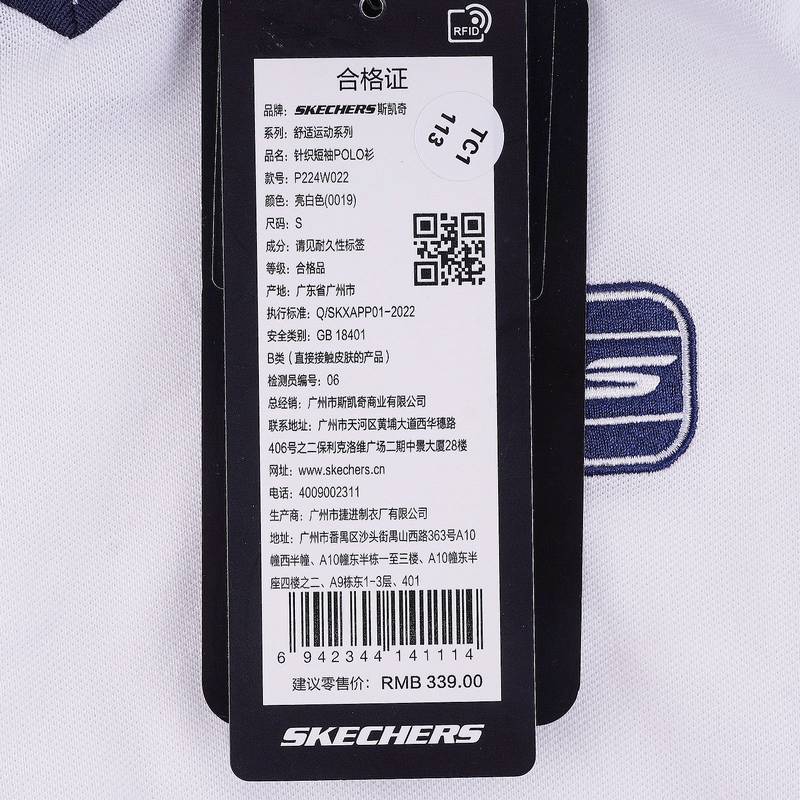 RFID
合格证
品牌：SKECHERS斯凯奇
TC1
113
系列：舒适运动系列
品名：针织短袖POLO衫
款号：P224W022
颜色：亮白色(0019)
尺码：S
成分：请见耐久性标签
等级：合格品
产地：广东省广州市
执行标准：Q/SKXAPP01-2022
安全类别：GB 18401
B类（直接接触皮肤的产品）
检测员编号：06
总经销：广州市斯凯奇商业有限公司
联系地址：广州市天河区黄埔大道西华穗路
406号之二保利克洛维广场二期中景大厦28楼
网址：www.skechers.cn
电话：4009002311
生产商：广州市捷进制衣厂有限公司
地址：广州市番禺区沙头街禺山西路363号A10
幢西半幢、A10幢东半栋一至三楼、A10幢东半
座四楼之二、A9栋东1-3层、401
6 942344 141114
建议零售价：RMB 339.00
SKECHERS
S